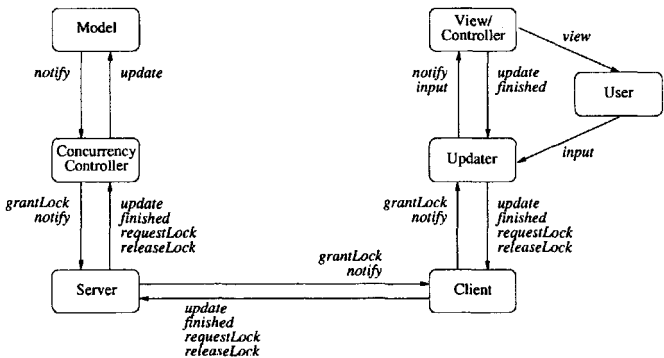 Model
View/
Controller
view
notify
update
notify
input
update
finished
User
Concurrency
Controller
Updater
input
grantLock
notify
update
finished
requestLock
releaseLock
grantLock
notify
update
finished
requestLock
releaseLock
grantLock
notify
Server
Client
update
finished
requestLock
releaseLock